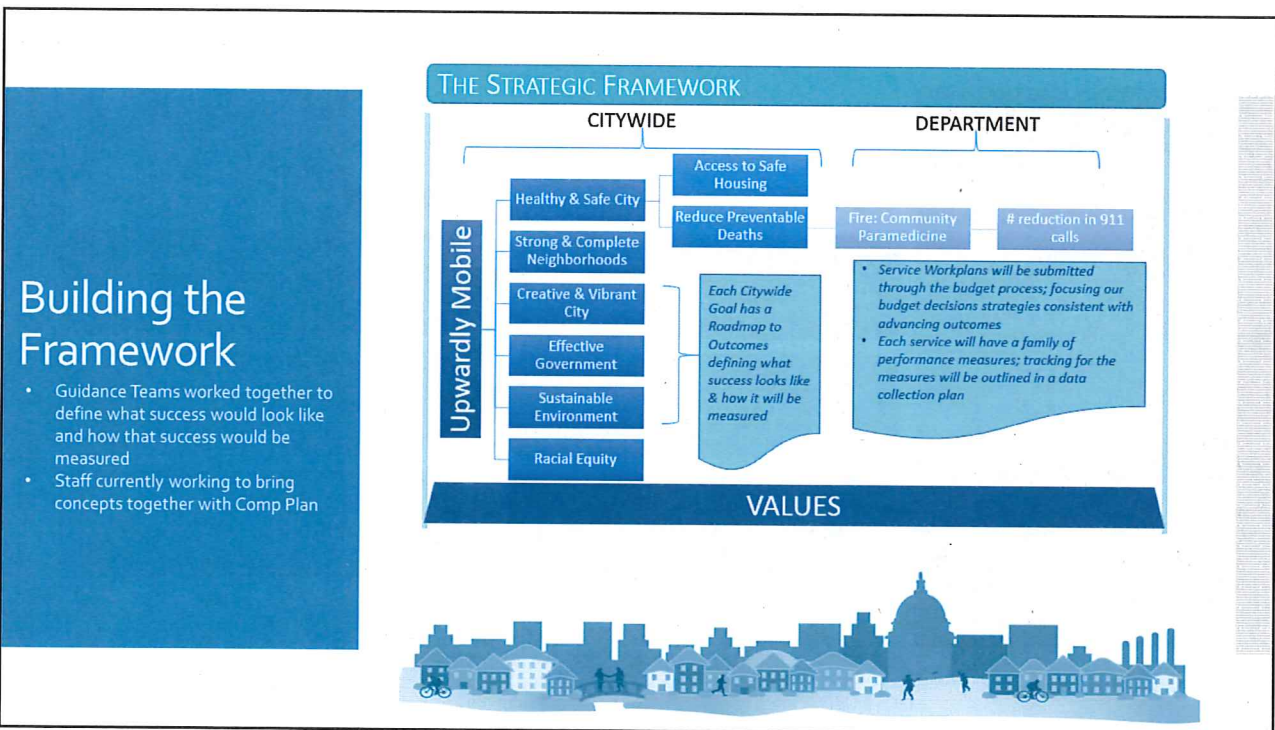 Building the
Framework
• Guidance Teams worked together to
define what success would look like
and how that success would be
measured
• Staff currently working to bring
concepts together with Comp Plan
THE STRATEGIC FRAMEWORK
CITYWIDE
DEPARTMENT
Upwardly Mobile
Healthy & Safe City
Strong & Complete
Neighborhoods
Creative & Vibrant
City
Effective
Government
Sustainable
Environment
Racial Equity
Access to Safe
Housing
Reduce Preventable
Deaths
Fire: Community
Paramedicine
# reduction in 911
calls
Each Citywide
Goal has a
Roadmap to
Outcomes
defining what
success looks like
& how it will be
measured
• Service Workplans will be submitted
through the budget process; focusing our
budget decisions strategies consistent with
advancing outcomes
• Each service will have a family of
performance measures; tracking for the
measures will be outlined in a data
collection plan
VALUES